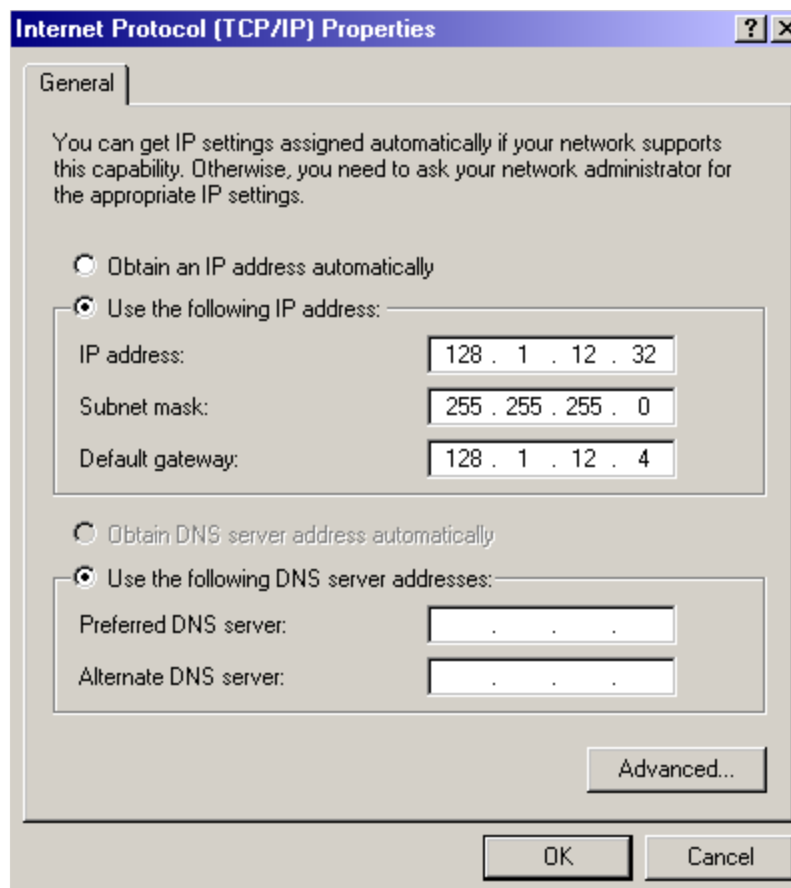 Internet Protocol (TCP/IP) Properties
General
You can get IP settings assigned automatically if your network supports
this capability. Otherwise, you need to ask your network administrator for
the appropriate IP settings.
Obtain an IP address automatically
Use the following IP address:
IP address: 128 . 1 . 12 . 32
Subnet mask: 255 . 255 . 255 . 0
Default gateway: 128 . 1 . 12 . 4
Obtain DNS server address automatically
Use the following DNS server addresses:
Preferred DNS server: . . .
Alternate DNS server: . . .
Advanced...
OK Cancel